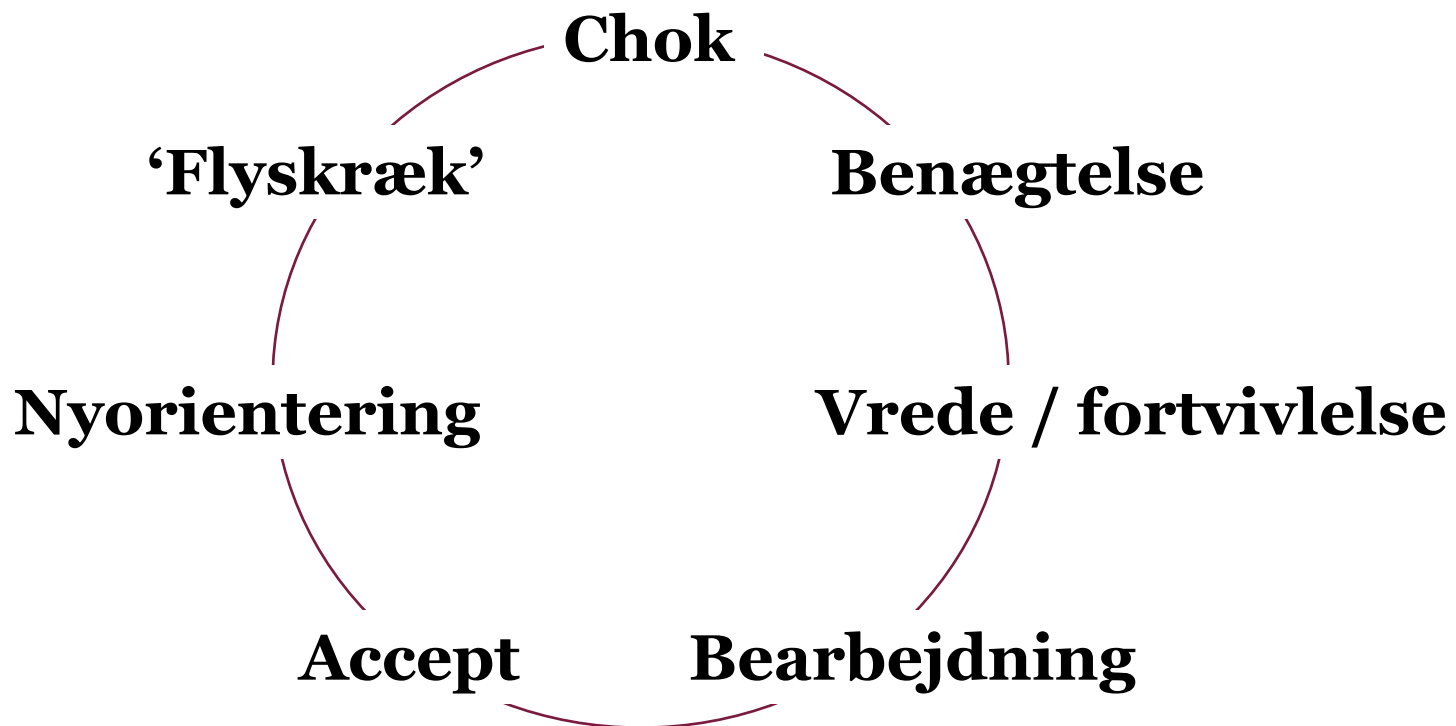 Chok
‘Flyskræk’
Benægtelse
Nyorientering
Vrede / fortvivlelse
Accept
Bearbejdning